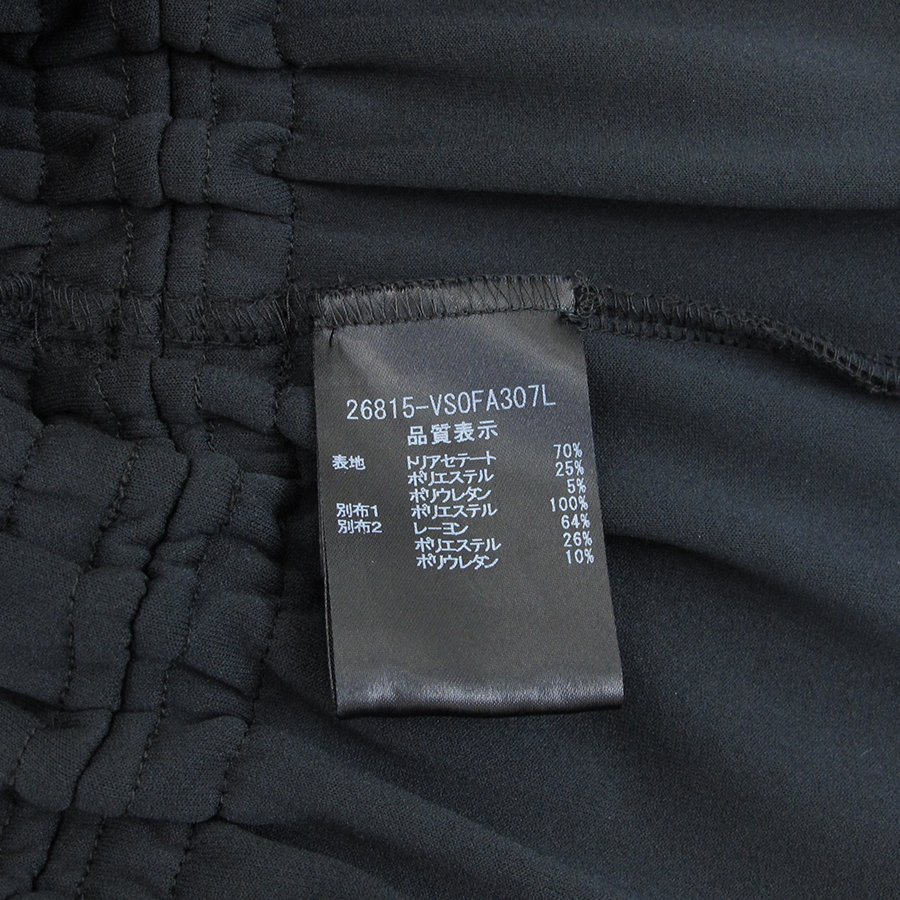 26815-VS0FA307L
品質表示
表地 トリアセテート 70%
ポリエステル 25%
ポリウレタン 5%
別布1 ポリエステル 100%
別布2 レーヨン 64%
ポリエステル 26%
ポリウレタン 10%